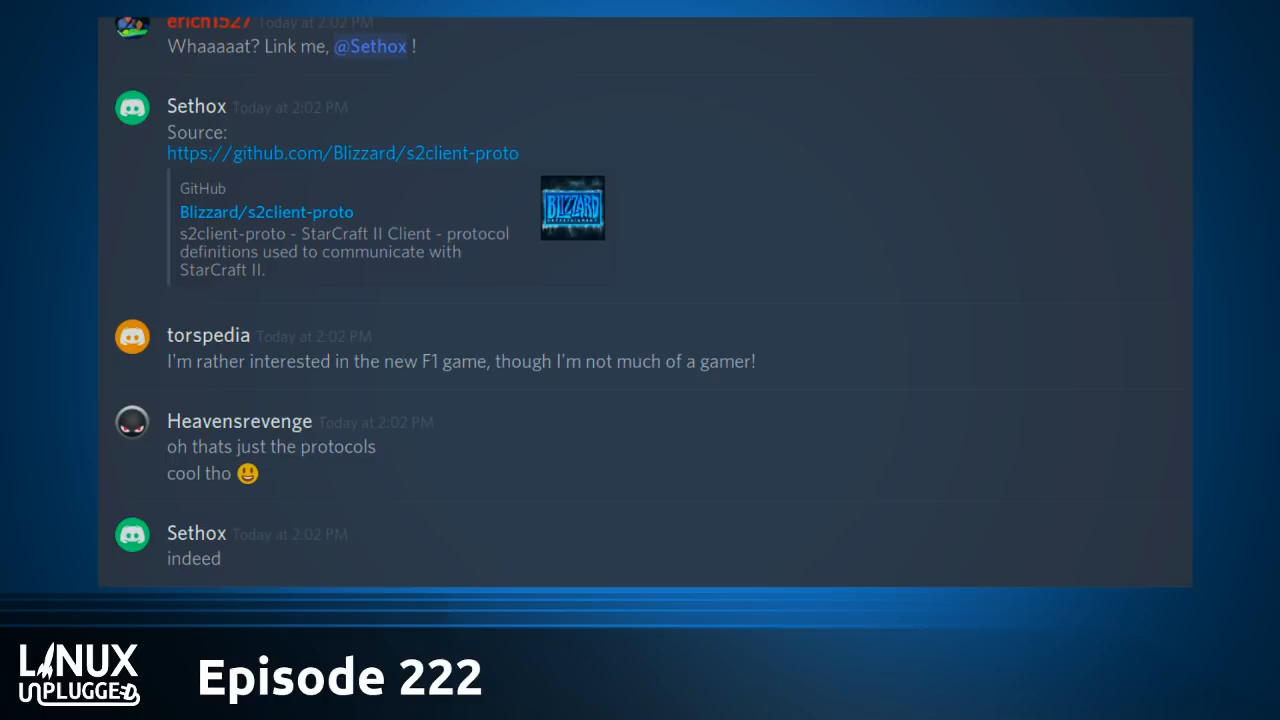 erich1527 Today at 2:02 PM
Whaaaaat? Link me, @Sethox !
Sethox Today at 2:02 PM
Source:
https://github.com/Blizzard/s2client-proto
GitHub
Blizzard/s2client-proto
s2client-proto - StarCraft II Client - protocol
definitions used to communicate with
StarCraft II.
BLIZZARD
ENTERTAINMENT
torspedia Today at 2:02 PM
I'm rather interested in the new F1 game, though I'm not much of a gamer!
Heavensrevenge Today at 2:02 PM
oh thats just the protocols
cool tho 😃
Sethox Today at 2:02 PM
indeed
LINUX
UNPLUGGED
Episode 222